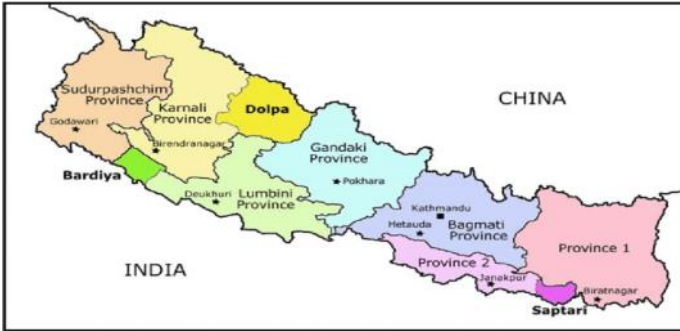 Sudurpashchim
Province
Godawari
Karnali
Province
Birendranagar
Dolpa
CHINA
Gandaki
Province
Pokhara
Bardiya
Deukhuri
Lumbini
Province
Kathmandu
Hetauda
Bagmati
Province
Province 1
Province 2
Janakpur
INDIA
Biratnagar
Saptari